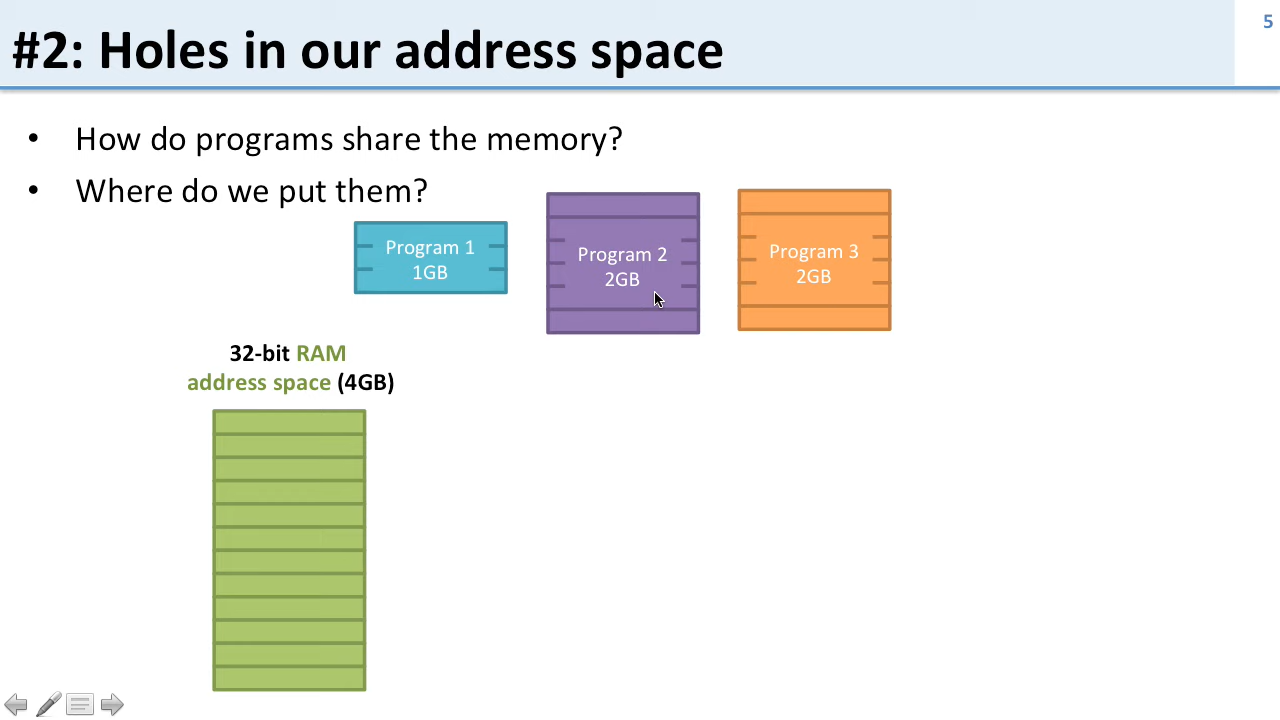 #2: Holes in our address space
5
• How do programs share the memory?
• Where do we put them?
Program 1
1GB
Program 2
2GB
Program 3
2GB
32-bit RAM
address space (4GB)